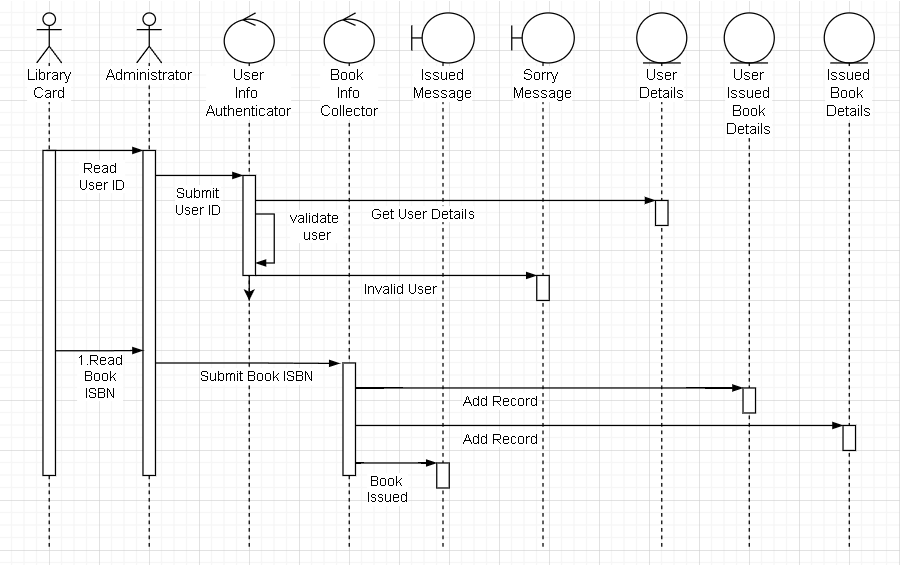 Library
Card
Administrator
User
Info
Authenticator
Book
Info
Collector
Issued
Message
Sorry
Message
User
Details
User
Issued
Book
Details
Issued
Book
Details
Read
User ID
Submit
User ID
validate
user
Get User Details
Invalid User
1.Read
Book
ISBN
Submit Book ISBN
Add Record
Add Record
Book
Issued